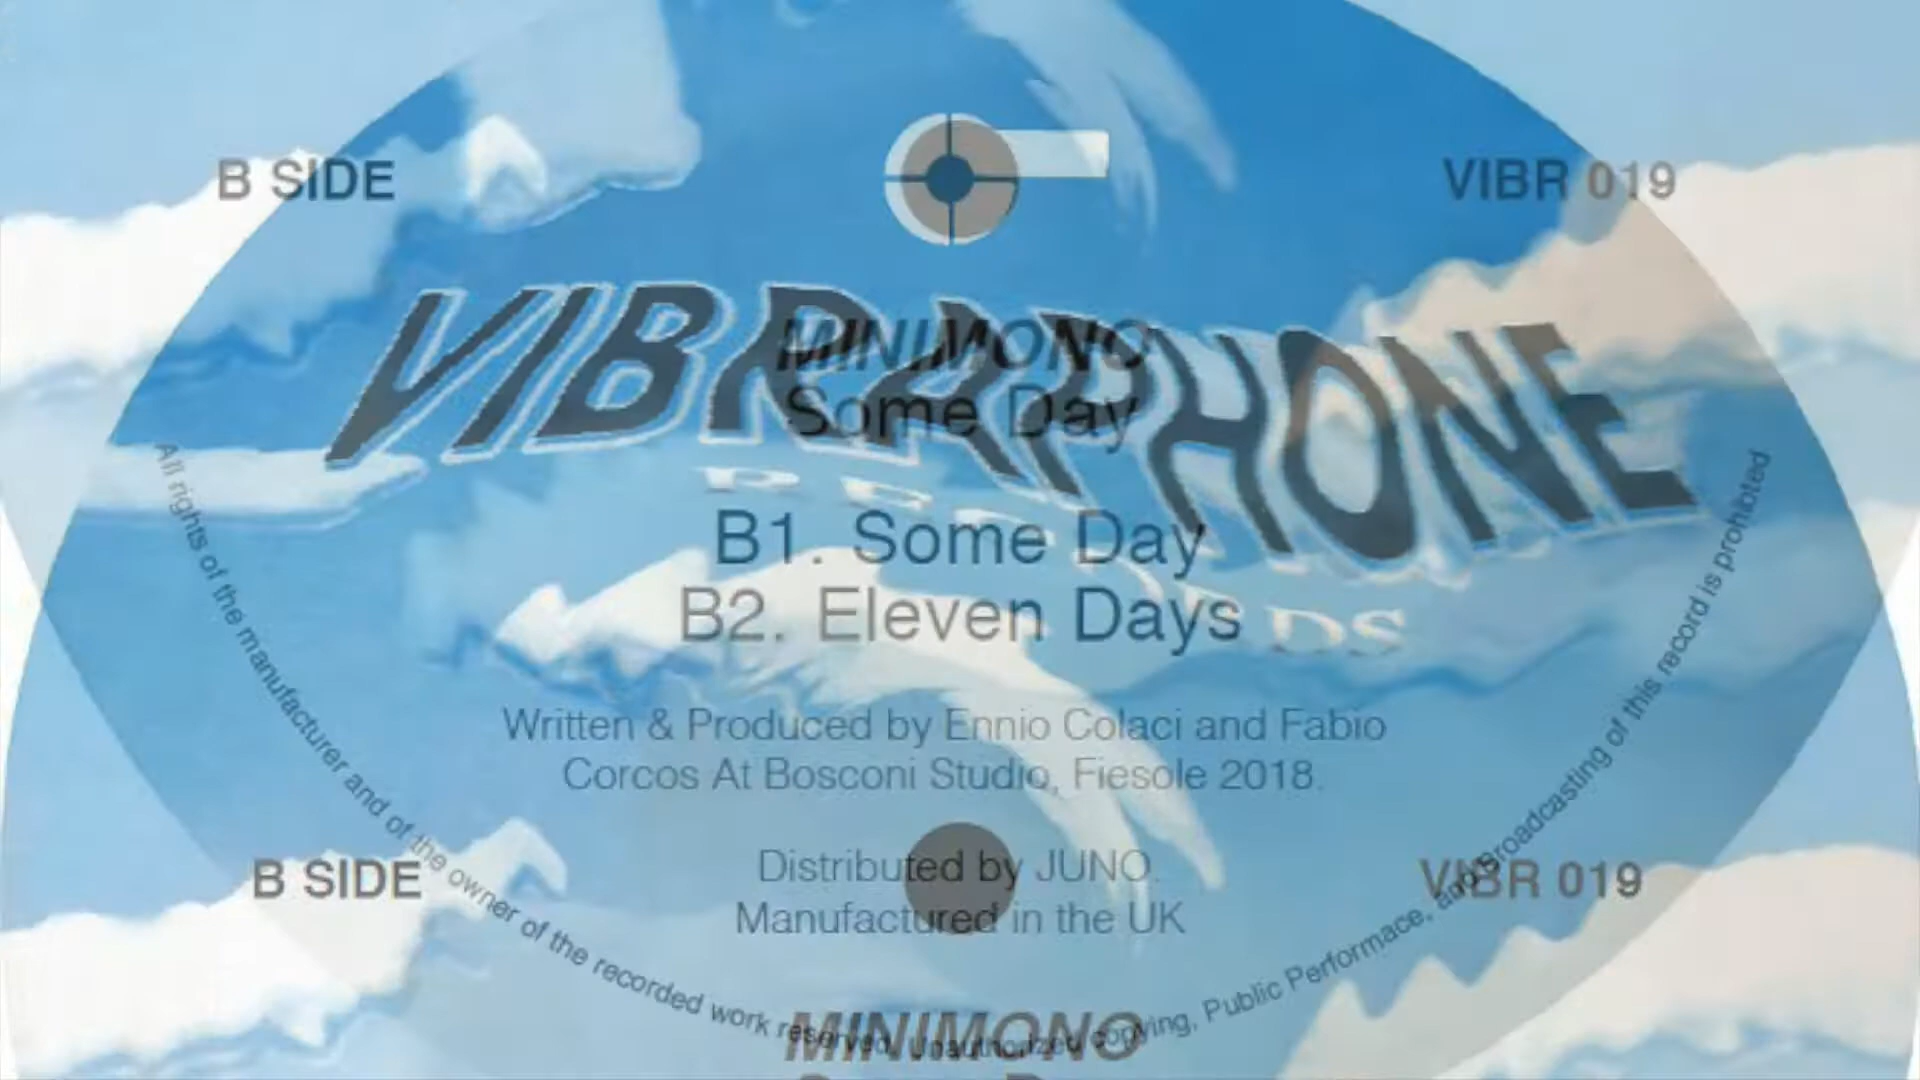 B SIDE
VIBR 019
VIBRAPHONE
MINIMONO
Some Day
B1. Some Day
B2. Eleven Days
Written & Produced by Ennio Colaci and Fabio
Corcos At Bosconi Studio, Fiesole 2018.
Distributed by JUNO.
Manufactured in the UK
B SIDE
VIBR 019
All rights of the manufacturer and of the owner of the recorded work reserved. Unauthorized copying, Public Performace, and Broadcasting of this record is prohibited
MINIMONO